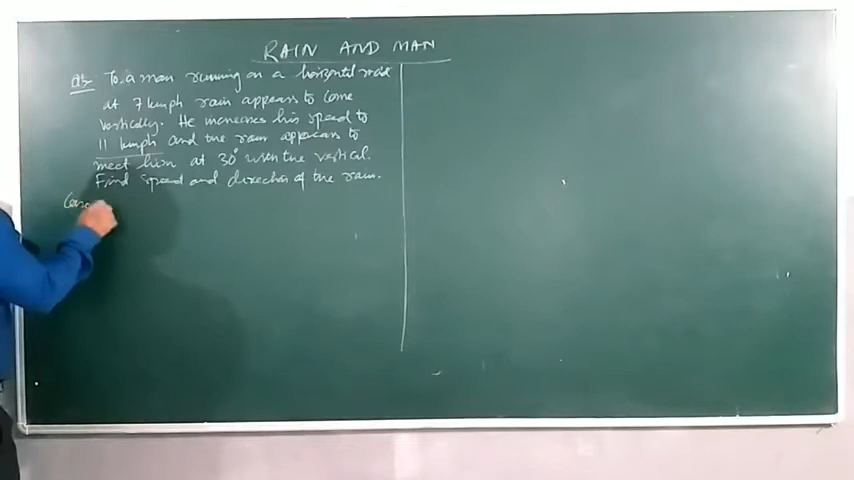 RAIN AND MAN
Q5 To a man running on a horizontal road
at 7 kmph rain appears to come
vertically. He increases his speed to
11 kmph and the rain appears to
meet him at 30° with the vertical.
Find speed and direction of the rain.
Case